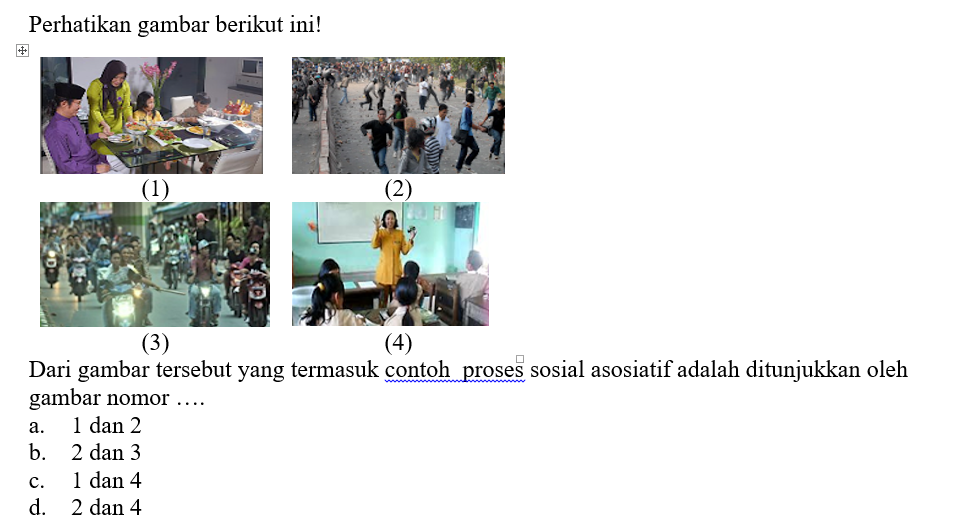 Perhatikan gambar berikut ini!
(1) (2)
(3) (4)
Dari gambar tersebut yang termasuk contoh proses sosial asosiatif adalah ditunjukkan oleh
gambar nomor ….
a. 1 dan 2
b. 2 dan 3
c. 1 dan 4
d. 2 dan 4